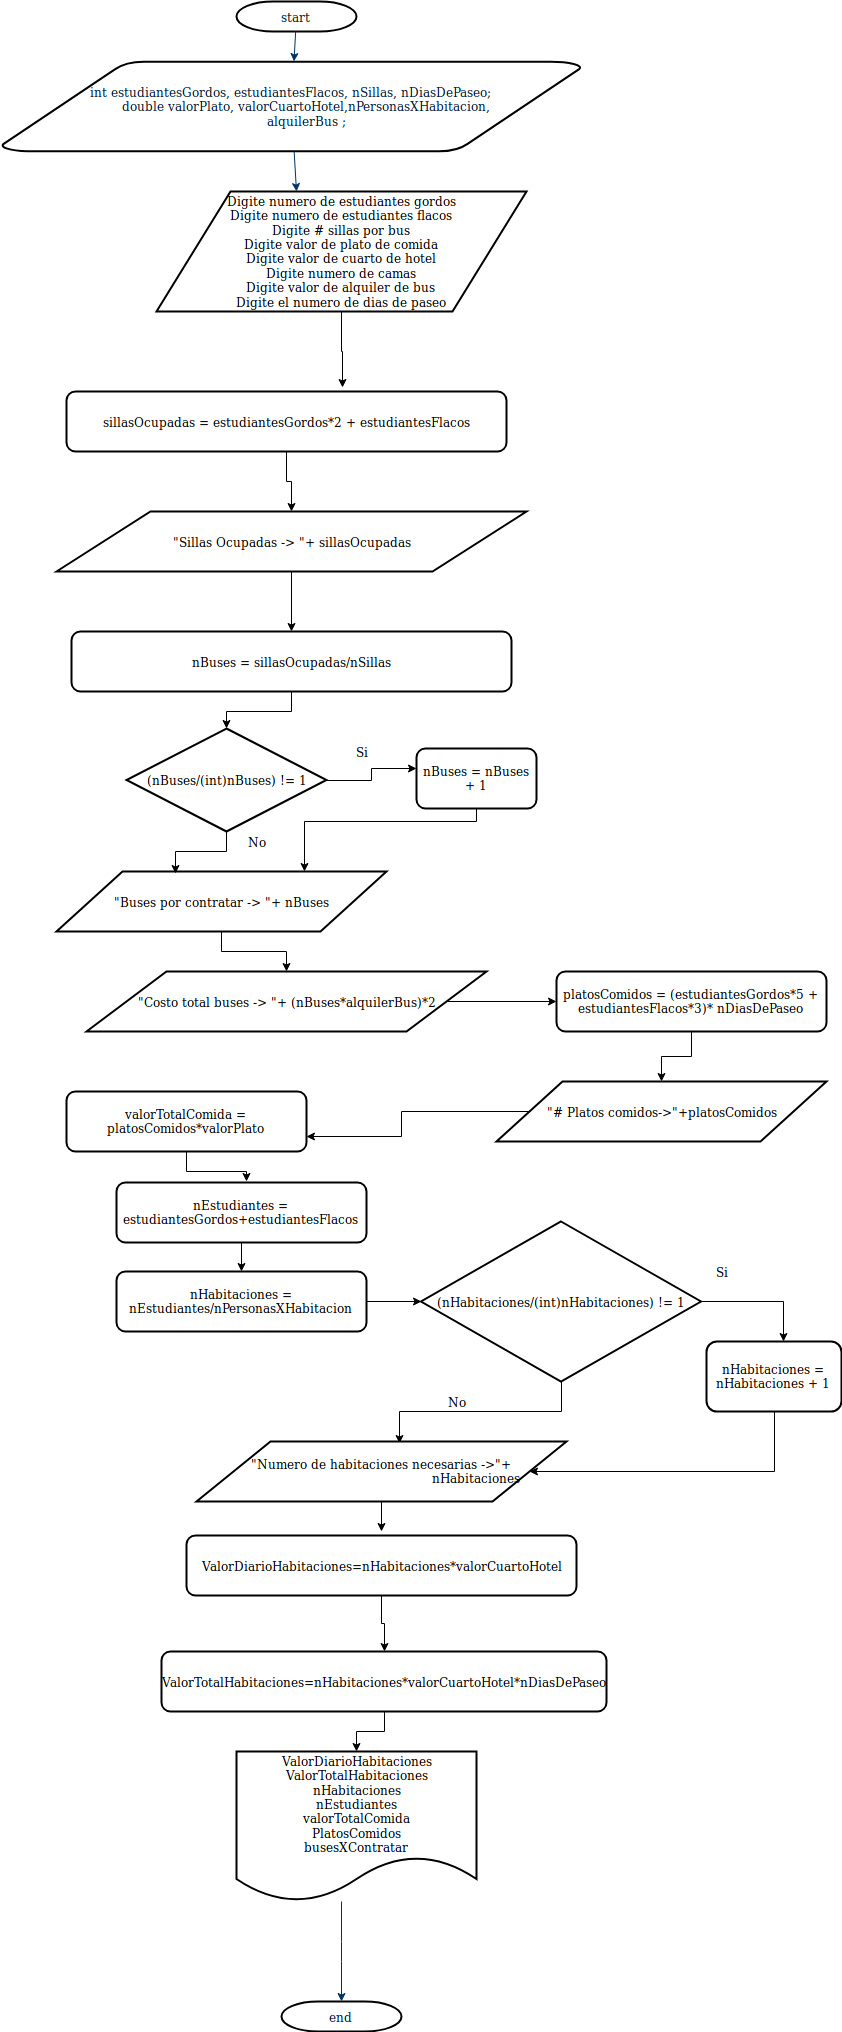 start
int estudiantesGordos, estudiantesFlacos, nSillas, nDiasDePaseo;
double valorPlato, valorCuartoHotel,nPersonasXHabitacion,
alquilerBus ;
Digite numero de estudiantes gordos
Digite numero de estudiantes flacos
Digite # sillas por bus
Digite valor de plato de comida
Digite valor de cuarto de hotel
Digite numero de camas
Digite valor de alquiler de bus
Digite el numero de dias de paseo
sillasOcupadas = estudiantesGordos*2 + estudiantesFlacos
"Sillas Ocupadas -> "+ sillasOcupadas
nBuses = sillasOcupadas/nSillas
(nBuses/(int)nBuses) != 1
Si
nBuses = nBuses
+ 1
No
"Buses por contratar -> "+ nBuses
"Costo total buses -> "+ (nBuses*alquilerBus)*2
platosComidos = (estudiantesGordos*5 +
estudiantesFlacos*3)* nDiasDePaseo
"# Platos comidos->"+platosComidos
valorTotalComida =
platosComidos*valorPlato
nEstudiantes =
estudiantesGordos+estudiantesFlacos
nHabitaciones =
nEstudiantes/nPersonasXHabitacion
(nHabitaciones/(int)nHabitaciones) != 1
Si
nHabitaciones =
nHabitaciones + 1
No
"Numero de habitaciones necesarias ->"+
nHabitaciones
ValorDiarioHabitaciones=nHabitaciones*valorCuartoHotel
ValorTotalHabitaciones=nHabitaciones*valorCuartoHotel*nDiasDePaseo
ValorDiarioHabitaciones
ValorTotalHabitaciones
nHabitaciones
nEstudiantes
valorTotalComida
PlatosComidos
busesXContratar
end